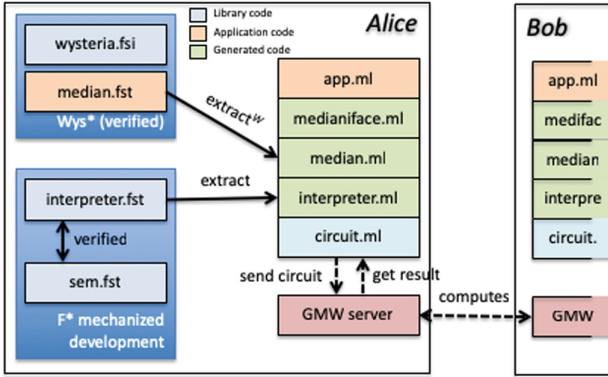 Library code
Application code
Generated code
Alice
Bob
wysteria.fsi
median.fst
Wys* (verified)
extractᵂ
app.ml
medianiface.ml
median.ml
interpreter.ml
circuit.ml
interpreter.fst
verified
sem.fst
F* mechanized
development
extract
send circuit
get result
GMW server
computes
app.ml
medifac
median
interpre
circuit.
GMW